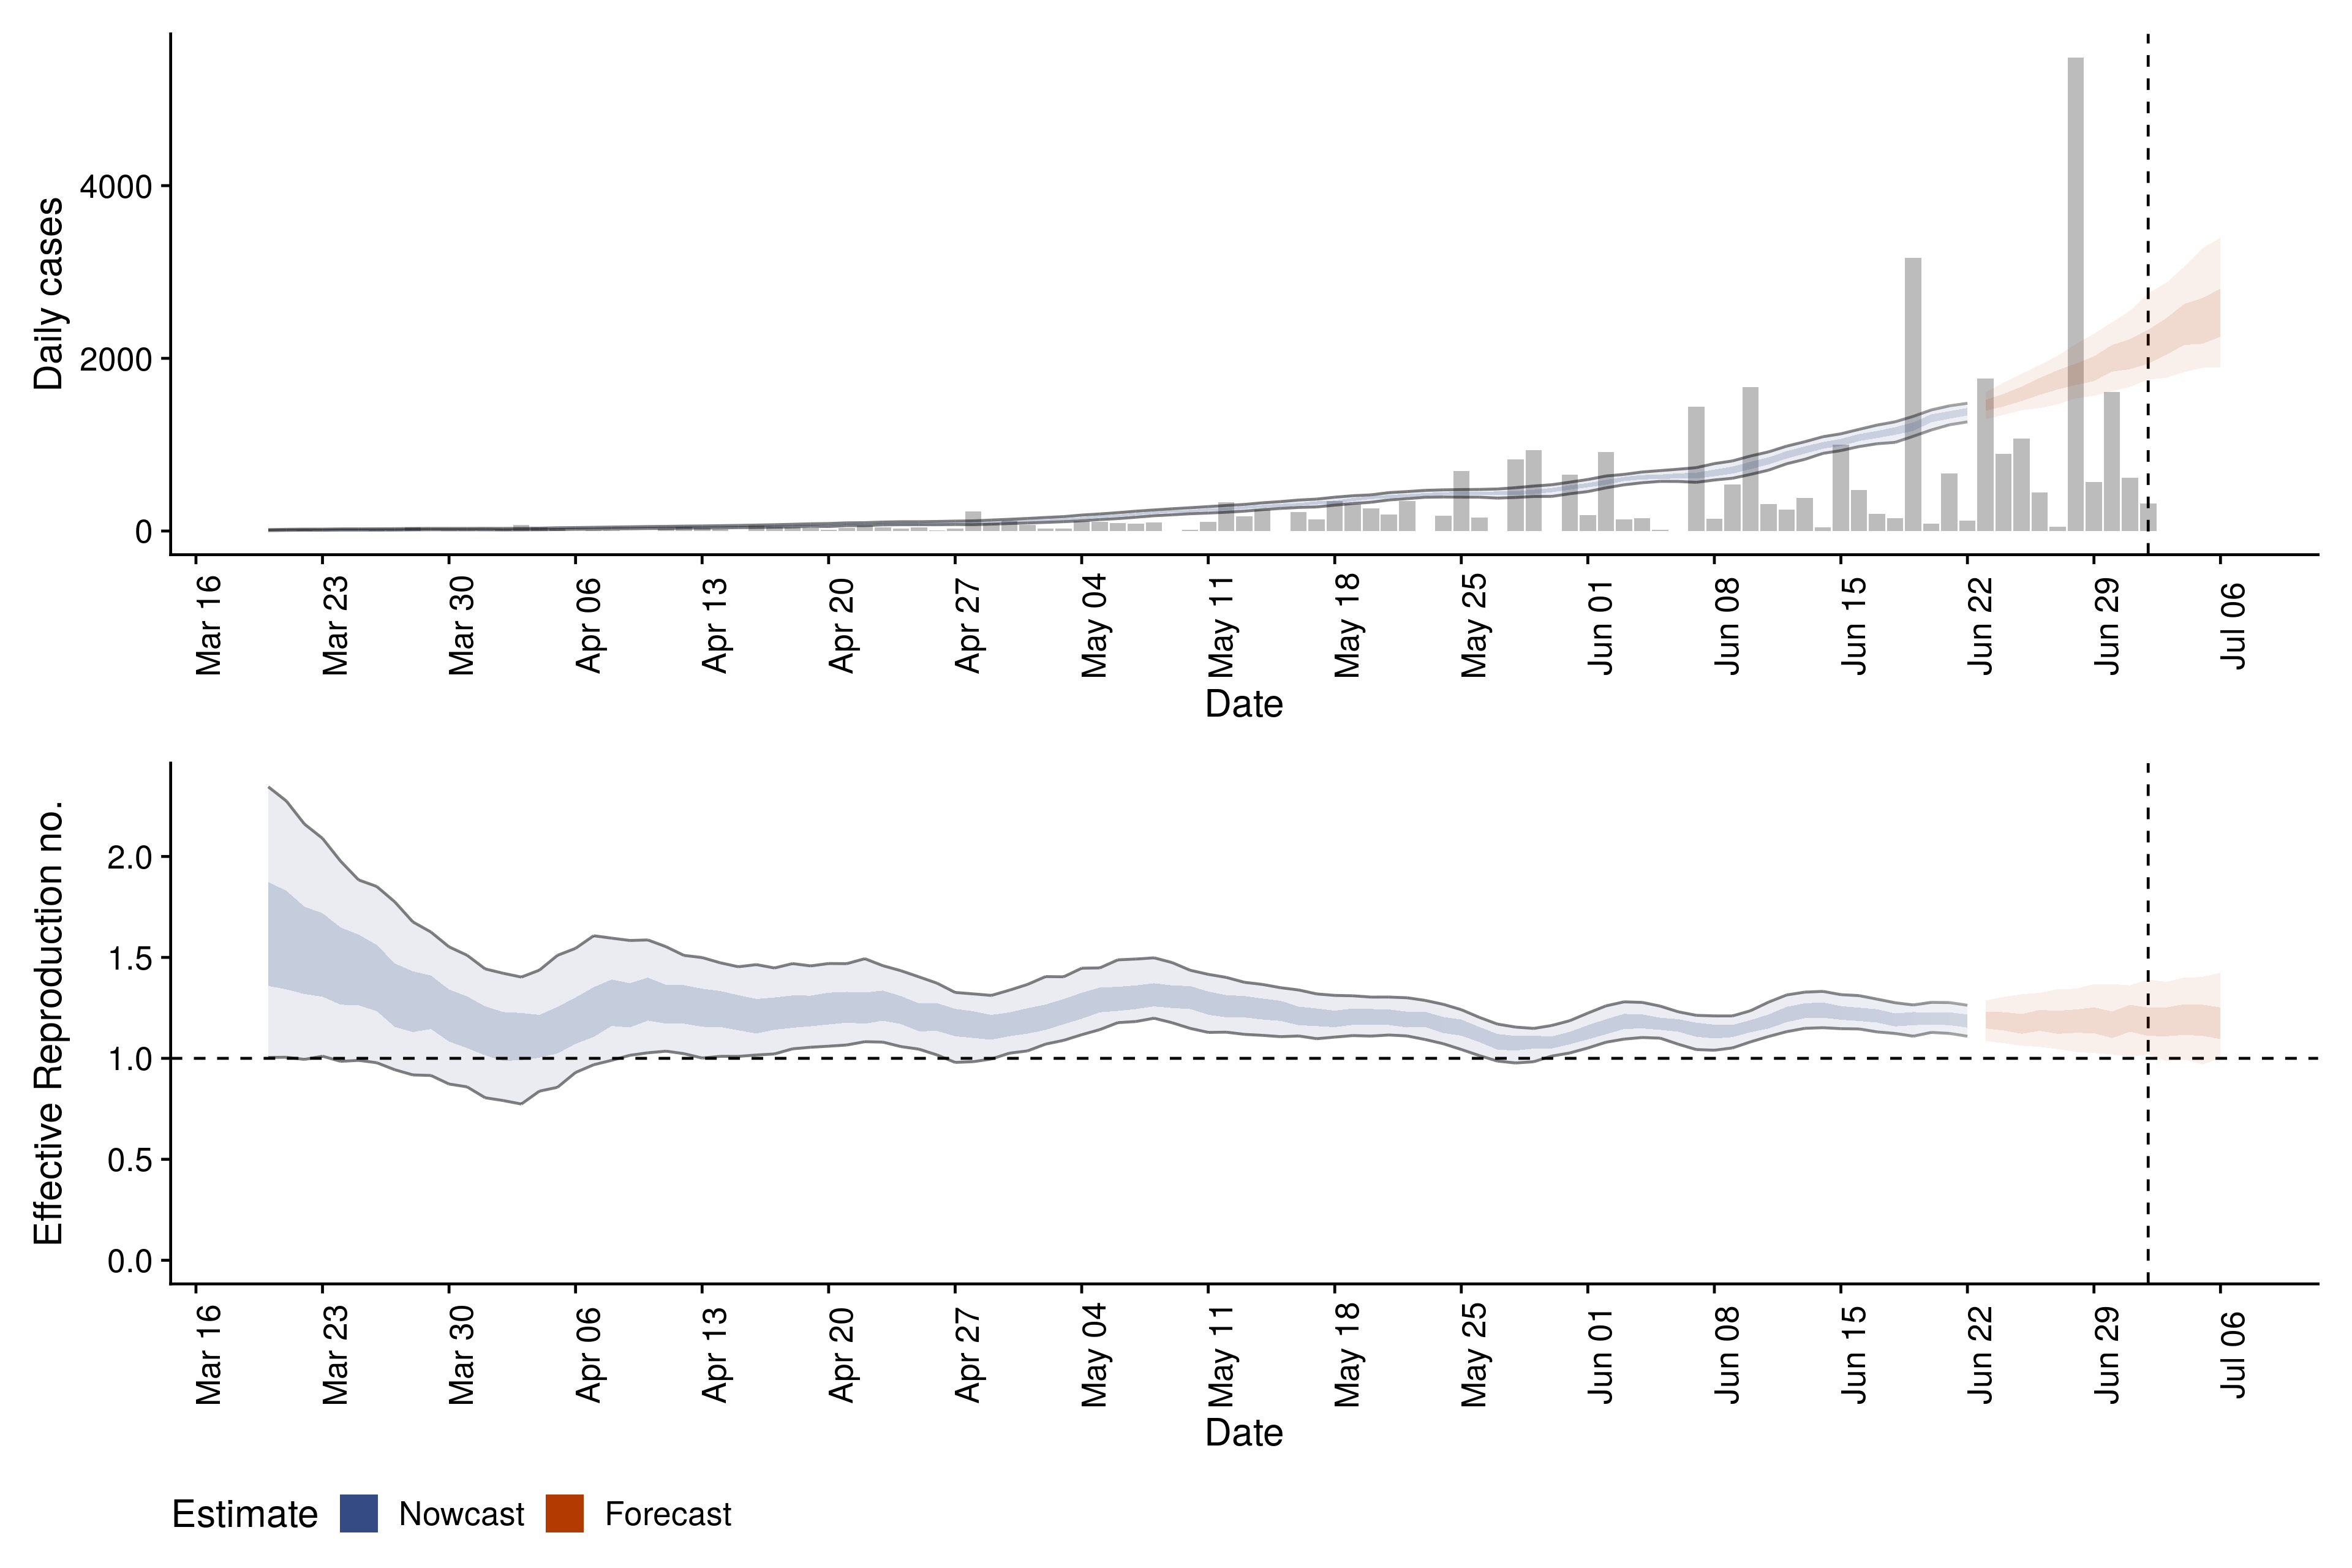 Daily cases
4000
2000
0
Mar 16 Mar 23 Mar 30 Apr 06 Apr 13 Apr 20 Apr 27 May 04 May 11 May 18 May 25 Jun 01 Jun 08 Jun 15 Jun 22 Jun 29 Jul 06
Date
Effective Reproduction no.
2.0
1.5
1.0
0.5
0.0
Mar 16 Mar 23 Mar 30 Apr 06 Apr 13 Apr 20 Apr 27 May 04 May 11 May 18 May 25 Jun 01 Jun 08 Jun 15 Jun 22 Jun 29 Jul 06
Date
Estimate Nowcast Forecast